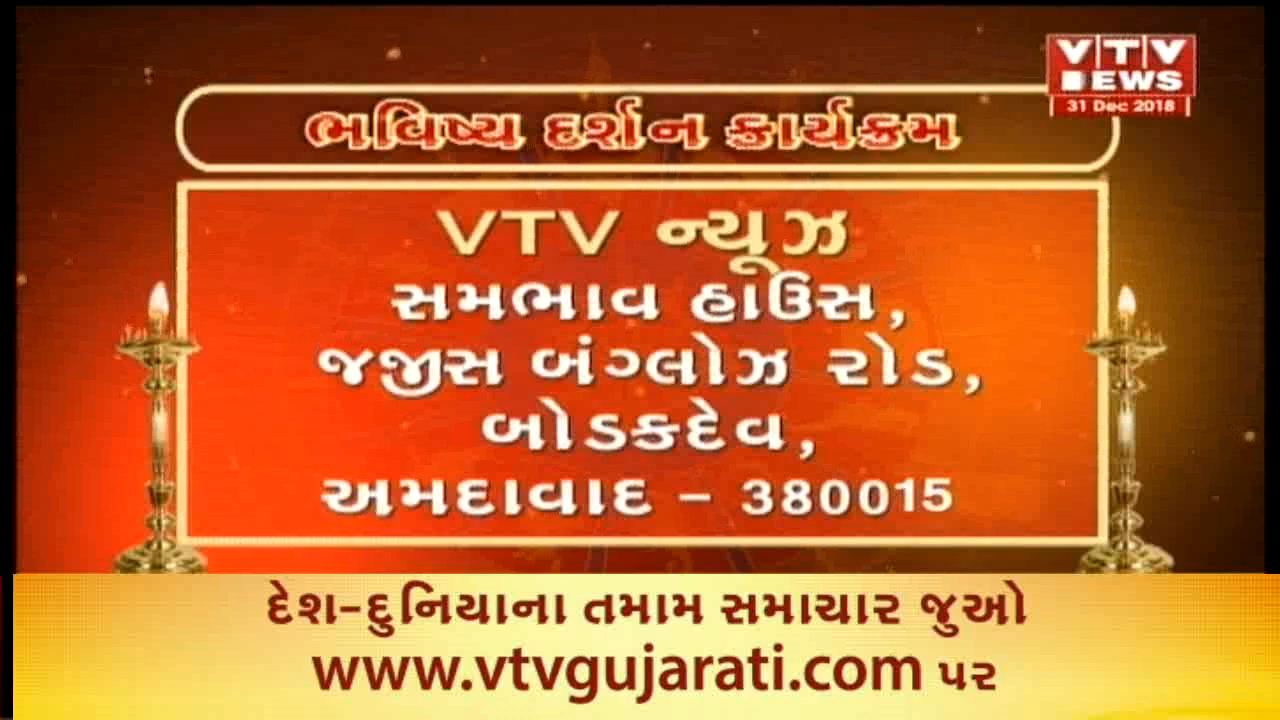 VTV
NEWS
31 Dec 2018
ભવિષ્ય દર્શન કાર્યક્રમ
VTV ન્યૂઝ
સમભાવ હાઉસ,
જજીસ બંગ્લોઝ રોડ,
બોડકદેવ,
અમદાવાદ – 380015
દેશ-દુનિયાના તમામ સમાચાર જુઓ
www.vtvgujarati.com પર